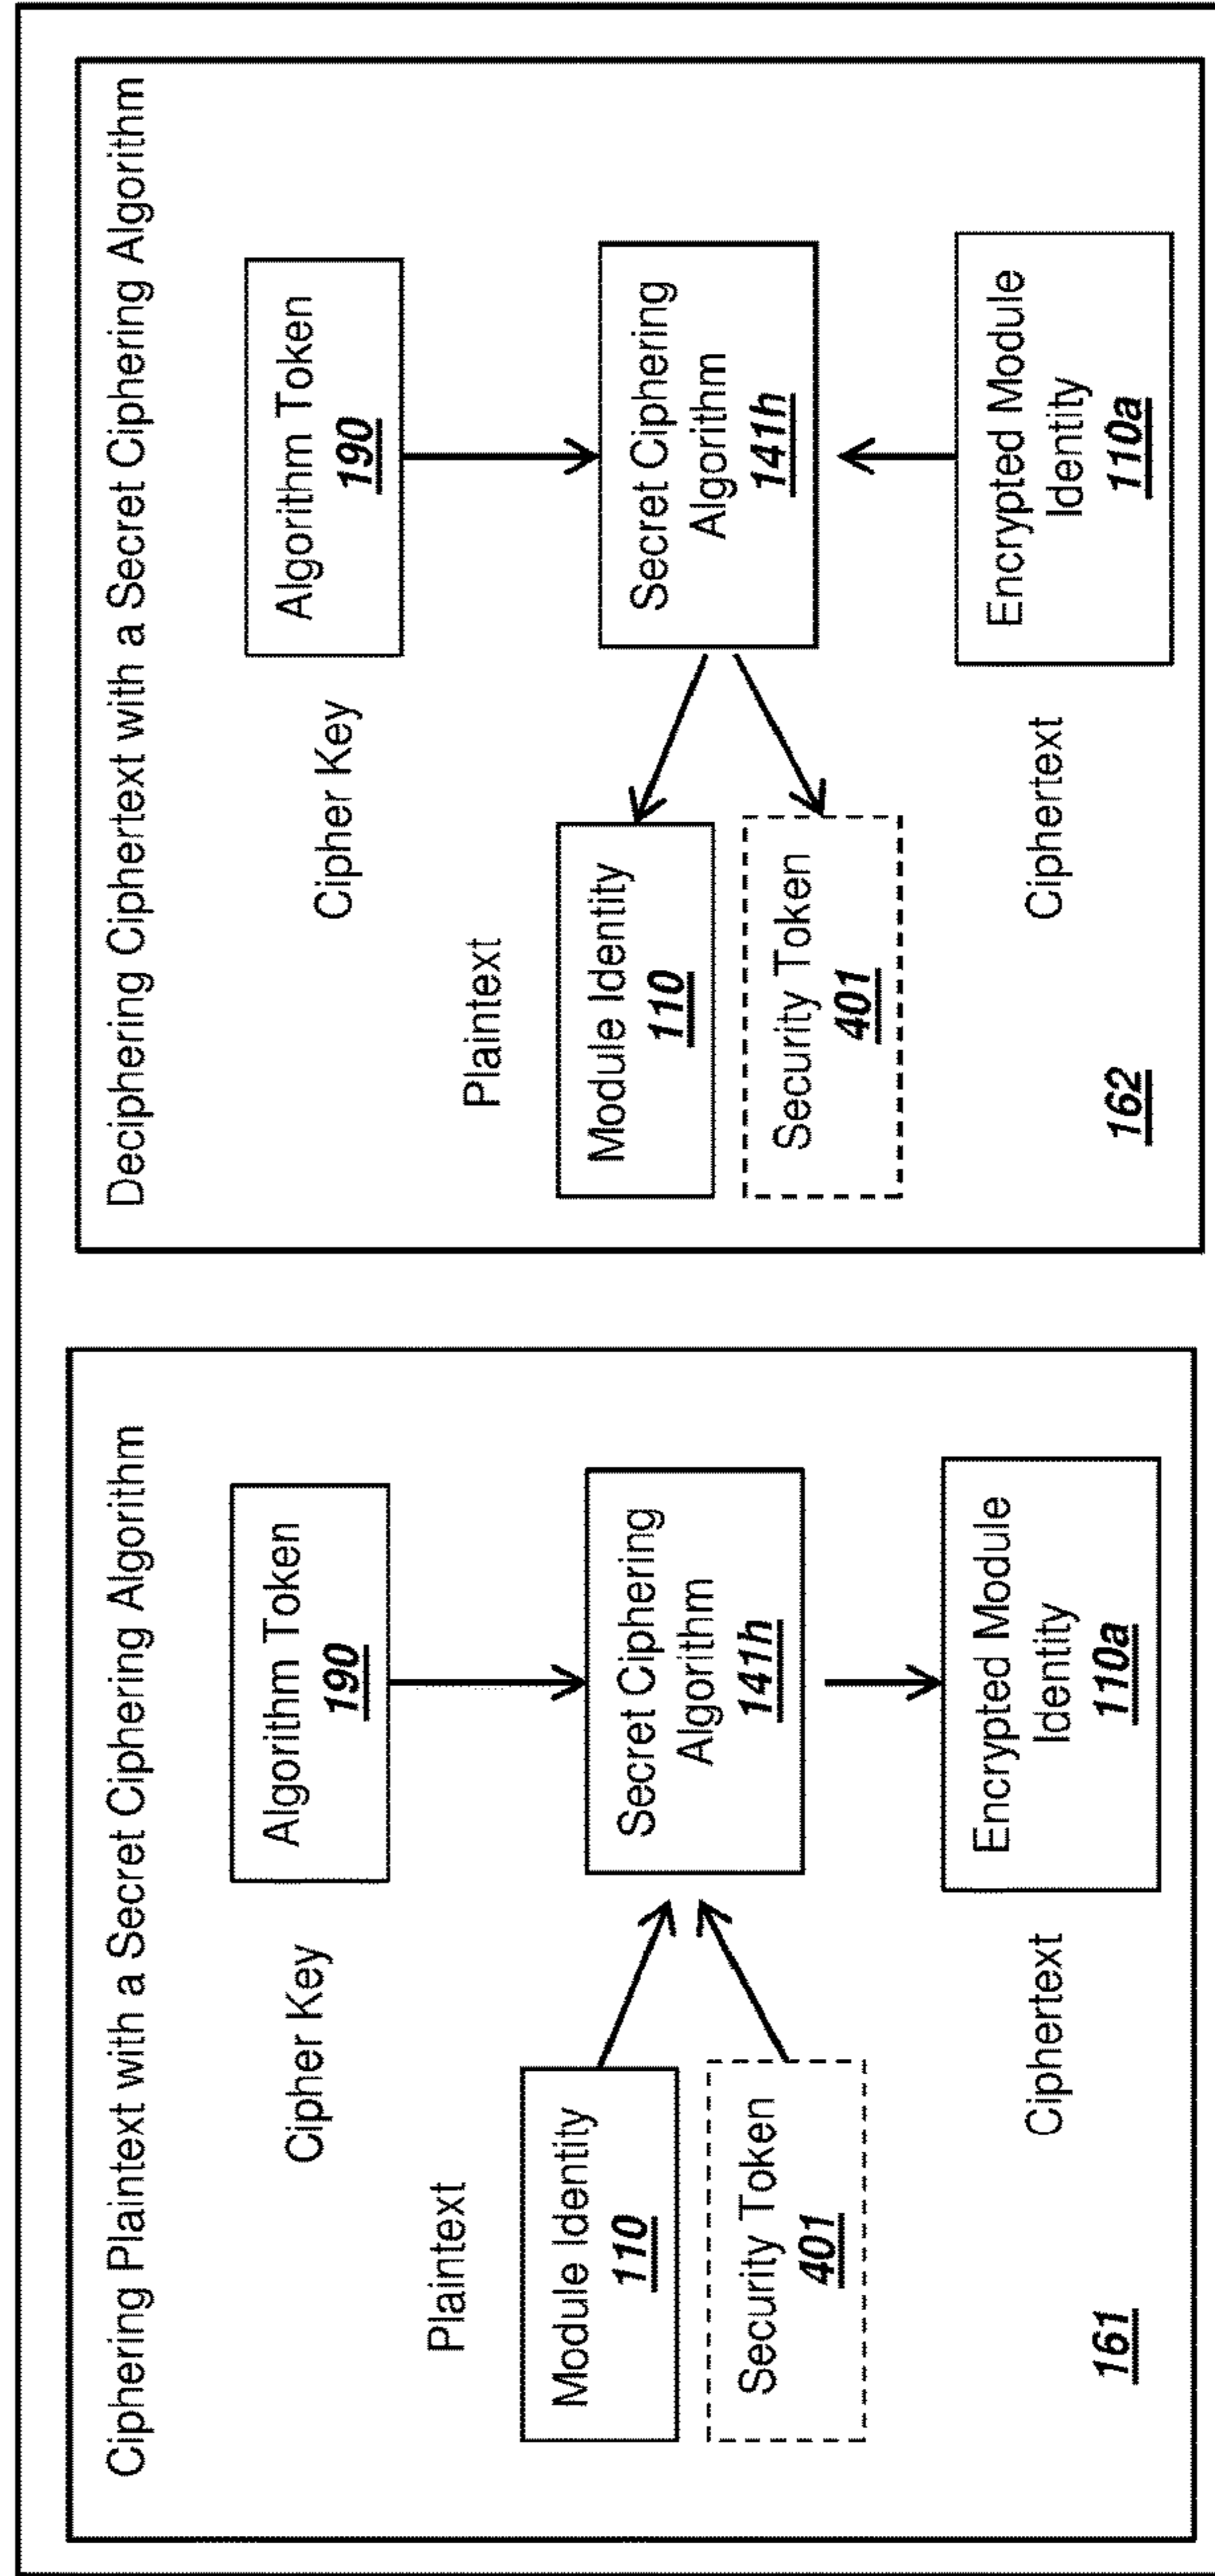 Ciphering Plaintext with a Secret Ciphering Algorithm
Cipher Key
Algorithm Token
190
Plaintext
Module Identity
110
Security Token
401
Secret Ciphering
Algorithm
141h
Ciphertext
Encrypted Module
Identity
110a
161
Deciphering Ciphertext with a Secret Ciphering Algorithm
Cipher Key
Algorithm Token
190
Plaintext
Module Identity
110
Security Token
401
Secret Ciphering
Algorithm
141h
Ciphertext
Encrypted Module
Identity
110a
162